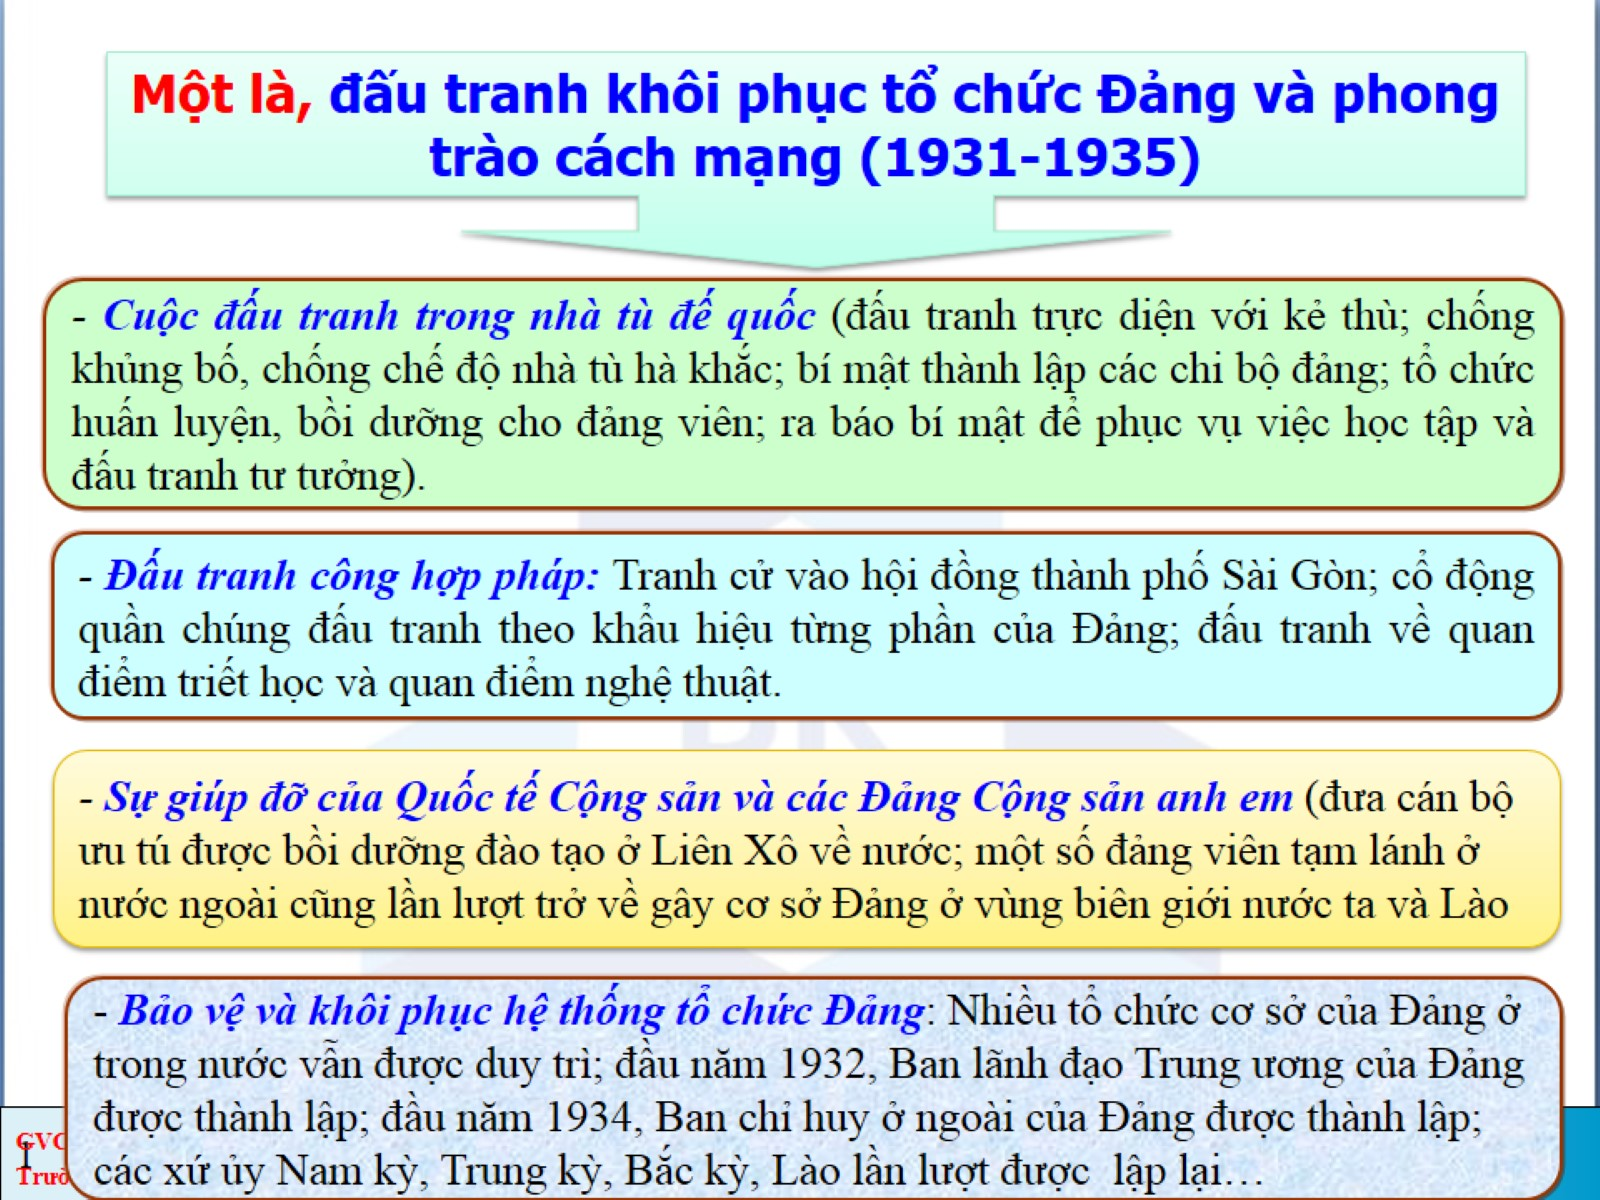 Một là, đấu tranh khôi phục tổ chức Đảng và phong
trào cách mạng (1931-1935)
- Cuộc đấu tranh trong nhà tù đế quốc (đấu tranh trực diện với kẻ thù; chống
khủng bố, chống chế độ nhà tù hà khắc; bí mật thành lập các chi bộ đảng; tổ chức
huấn luyện, bồi dưỡng cho đảng viên; ra báo bí mật để phục vụ việc học tập và
đấu tranh tư tưởng).
- Đấu tranh công hợp pháp: Tranh cử vào hội đồng thành phố Sài Gòn; cổ động
quần chúng đấu tranh theo khẩu hiệu từng phần của Đảng; đấu tranh về quan
điểm triết học và quan điểm nghệ thuật.
- Sự giúp đỡ của Quốc tế Cộng sản và các Đảng Cộng sản anh em (đưa cán bộ
ưu tú được bồi dưỡng đào tạo ở Liên Xô về nước; một số đảng viên tạm lánh ở
nước ngoài cũng lần lượt trở về gây cơ sở Đảng ở vùng biên giới nước ta và Lào
- Bảo vệ và khôi phục hệ thống tổ chức Đảng: Nhiều tổ chức cơ sở của Đảng ở
trong nước vẫn được duy trì; đầu năm 1932, Ban lãnh đạo Trung ương của Đảng
được thành lập; đầu năm 1934, Ban chỉ huy ở ngoài của Đảng được thành lập;
các xứ ủy Nam kỳ, Trung kỳ, Bắc kỳ, Lào lần lượt được lập lại…